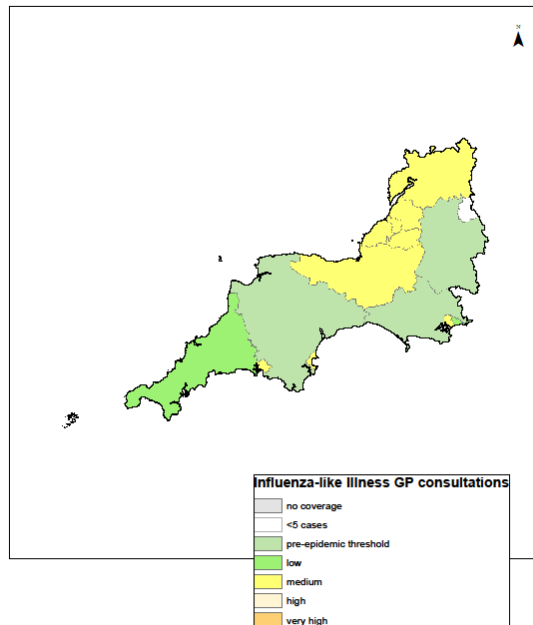 N
Influenza-like Illness GP consultations
no coverage
<5 cases
pre-epidemic threshold
low
medium
high
very high